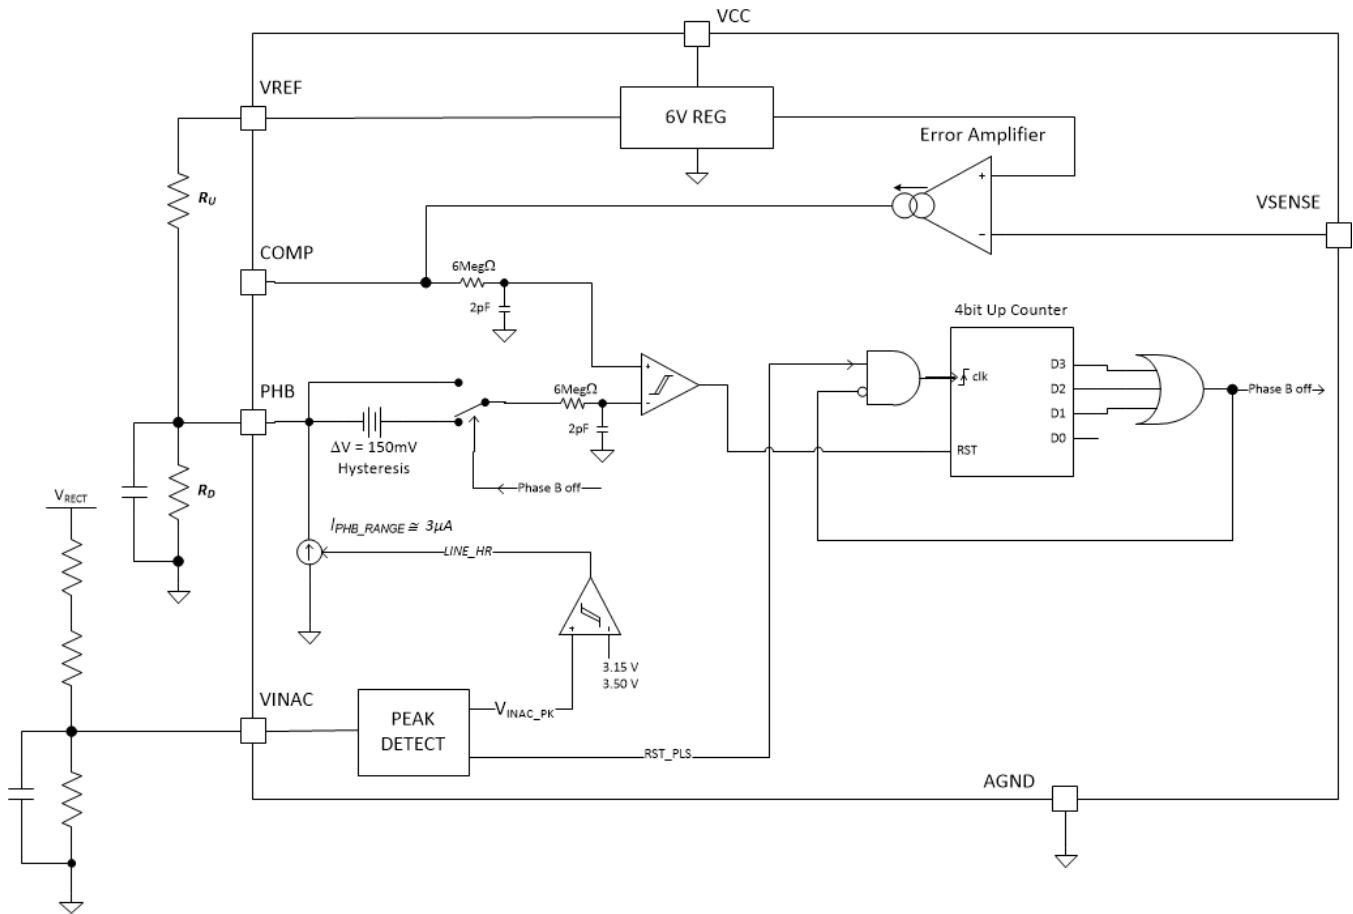 VCC
VREF
6V REG
Error Amplifier
+
-
R_U
VSENSE
COMP
6MegΩ
2pF
4bit Up Counter
PHB
6MegΩ
+
-
2pF
clk
D3
D2
D1
D0
RST
Phase B off
ΔV = 150mV
Hysteresis
Phase B off
R_D
V_RECT
I_PHB_RANGE ≅ 3µA
LINE_HR
+
-
3.15 V
3.50 V
VINAC
PEAK
DETECT
V_INAC_PK
RST_PLS
AGND